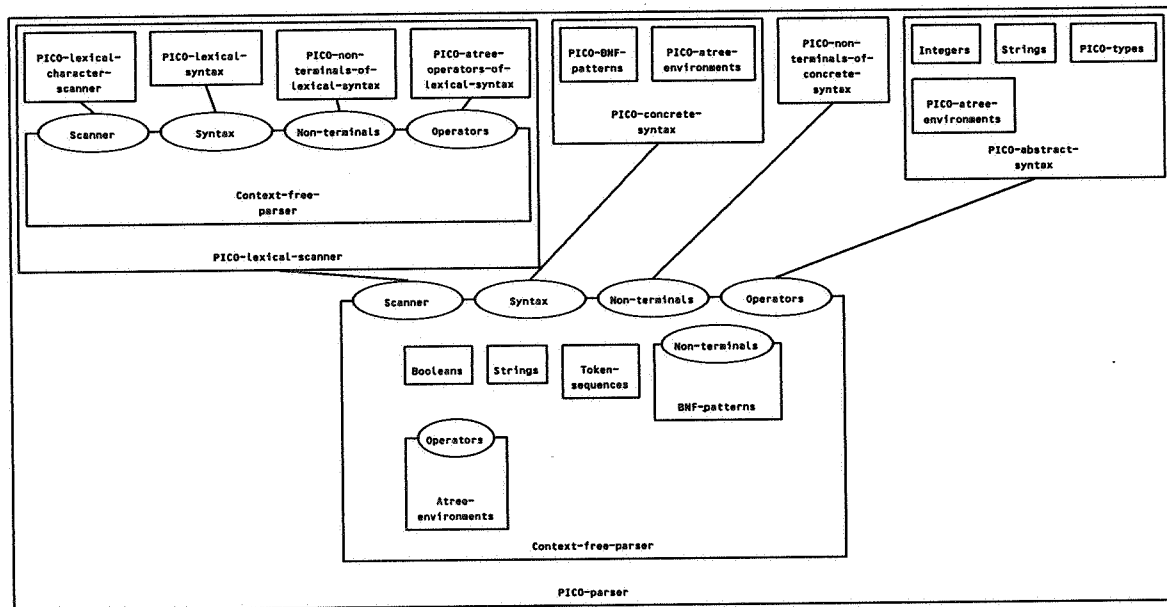 PICO-lexical-
character-
scanner
PICO-lexical-
syntax
PICO-non-
terminals-of-
lexical-syntax
PICO-atree-
operators-of-
lexical-syntax
Scanner
Syntax
Non-terminals
Operators
Context-free-
parser
PICO-lexical-scanner
PICO-BNF-
patterns
PICO-atree-
environments
PICO-concrete-
syntax
PICO-non-
terminals-of-
concrete-
syntax
Integers
Strings
PICO-types
PICO-atree-
environments
PICO-abstract-
syntax
Scanner
Syntax
Non-terminals
Operators
Booleans
Strings
Token-
sequences
Non-terminals
BNF-patterns
Operators
Atree-
environments
Context-free-parser
PICO-parser